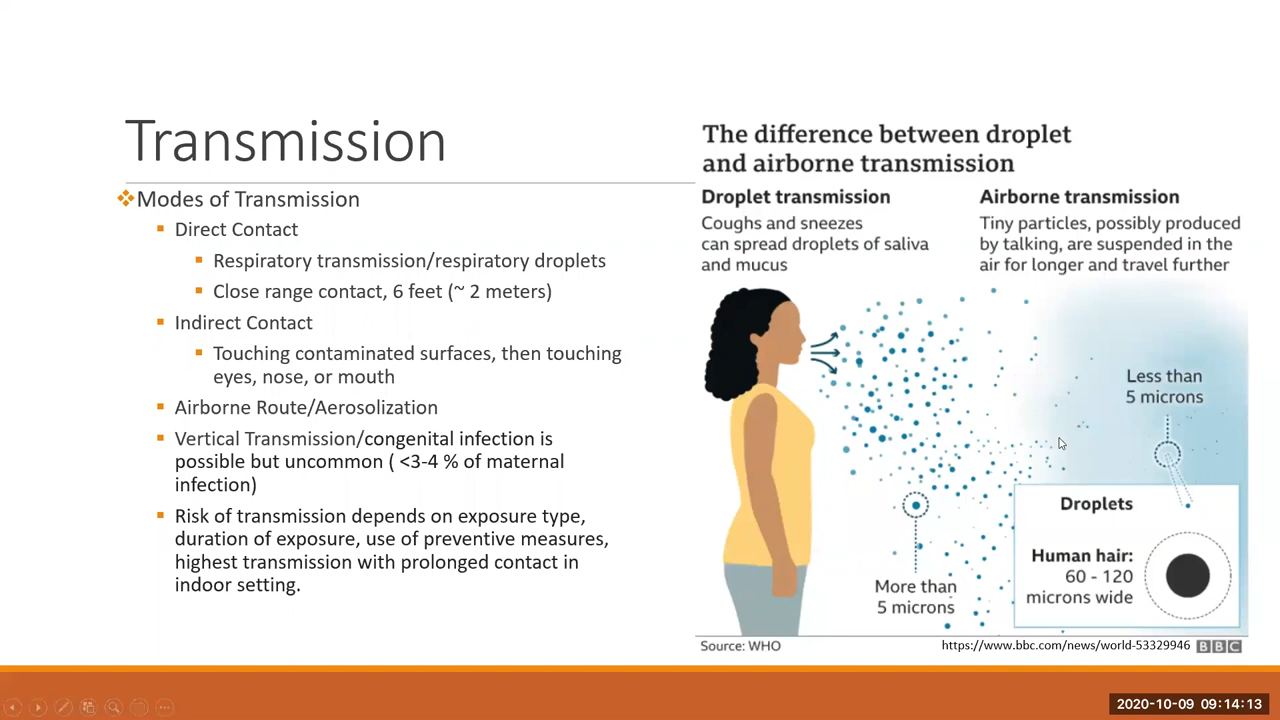 Transmission
Modes of Transmission
Direct Contact
Respiratory transmission/respiratory droplets
Close range contact, 6 feet (~ 2 meters)
Indirect Contact
Touching contaminated surfaces, then touching
eyes, nose, or mouth
Airborne Route/Aerosolization
Vertical Transmission/congenital infection is
possible but uncommon ( <3-4 % of maternal
infection)
Risk of transmission depends on exposure type,
duration of exposure, use of preventive measures,
highest transmission with prolonged contact in
indoor setting.
The difference between droplet
and airborne transmission
Droplet transmission
Coughs and sneezes
can spread droplets of saliva
and mucus
Airborne transmission
Tiny particles, possibly produced
by talking, are suspended in the
air for longer and travel further
Less than
5 microns
More than
5 microns
Droplets
Human hair:
60 - 120
microns wide
Source: WHO
https://www.bbc.com/news/world-53329946
BBC
2020-10-09 09:14:13